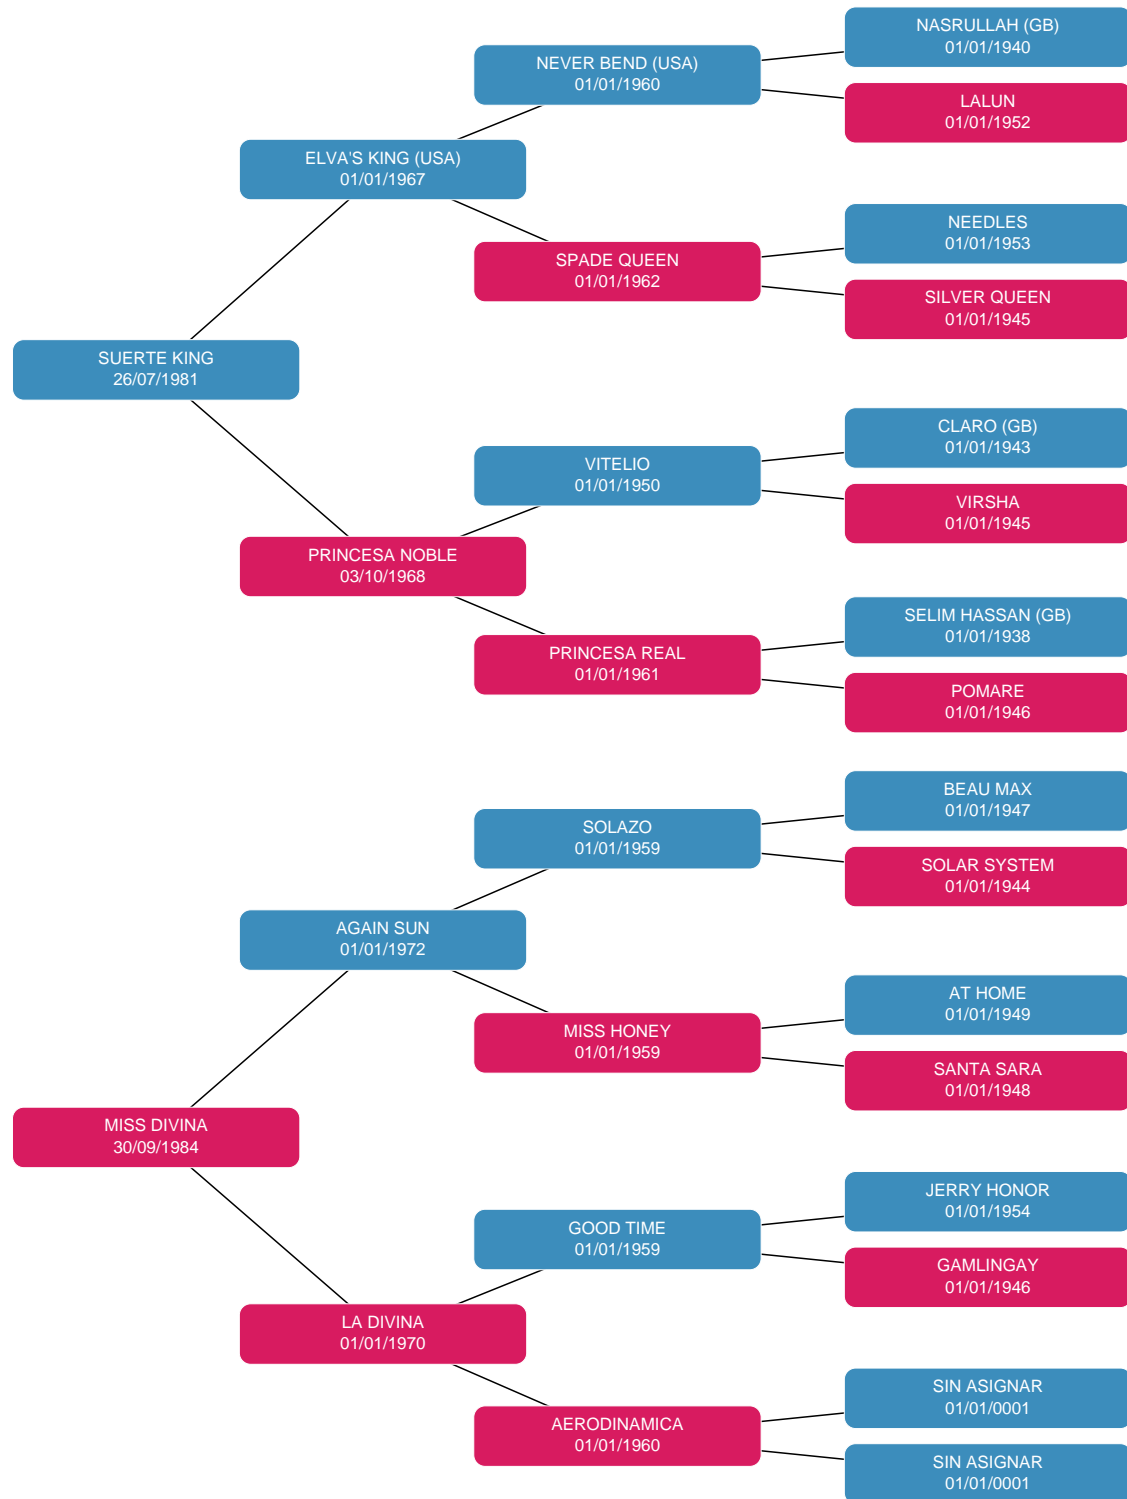 NASRULLAH (GB)
01/01/1940
NEVER BEND (USA)
01/01/1960
LALUN
01/01/1952
ELVA'S KING (USA)
01/01/1967
NEEDLES
01/01/1953
SPADE QUEEN
01/01/1962
SILVER QUEEN
01/01/1945
SUERTE KING
26/07/1981
CLARO (GB)
01/01/1943
VITELIO
01/01/1950
VIRSHA
01/01/1945
PRINCESA NOBLE
03/10/1968
SELIM HASSAN (GB)
01/01/1938
PRINCESA REAL
01/01/1961
POMARE
01/01/1946
BEAU MAX
01/01/1947
SOLAZO
01/01/1959
SOLAR SYSTEM
01/01/1944
AGAIN SUN
01/01/1972
AT HOME
01/01/1949
MISS HONEY
01/01/1959
SANTA SARA
01/01/1948
MISS DIVINA
30/09/1984
JERRY HONOR
01/01/1954
GOOD TIME
01/01/1959
GAMLINGAY
01/01/1946
LA DIVINA
01/01/1970
SIN ASIGNAR
01/01/0001
AERODINAMICA
01/01/1960
SIN ASIGNAR
01/01/0001